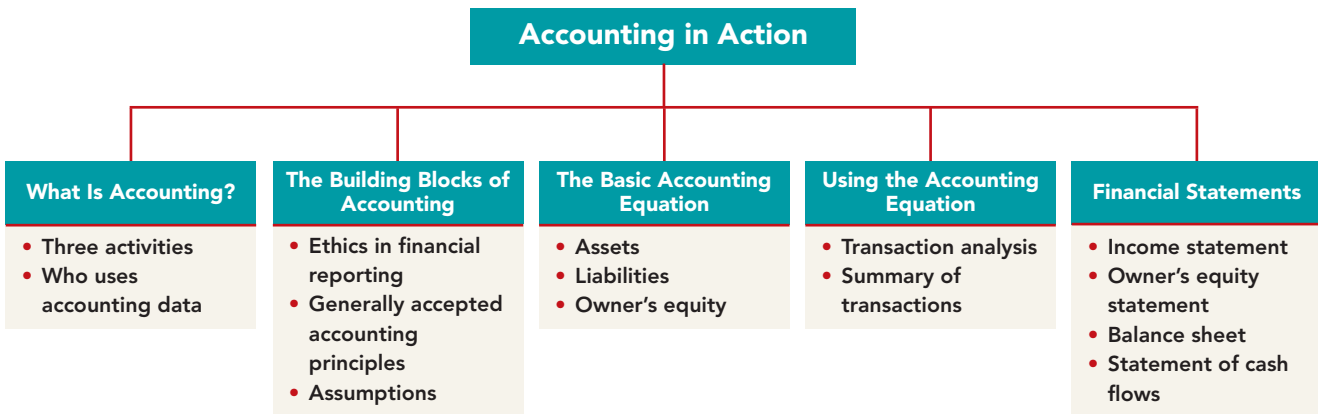 Accounting in Action
What Is Accounting?
• Three activities
• Who uses
accounting data
The Building Blocks of
Accounting
• Ethics in financial
reporting
• Generally accepted
accounting
principles
• Assumptions
The Basic Accounting
Equation
• Assets
• Liabilities
• Owner’s equity
Using the Accounting
Equation
• Transaction analysis
• Summary of
transactions
Financial Statements
• Income statement
• Owner’s equity
statement
• Balance sheet
• Statement of cash
flows